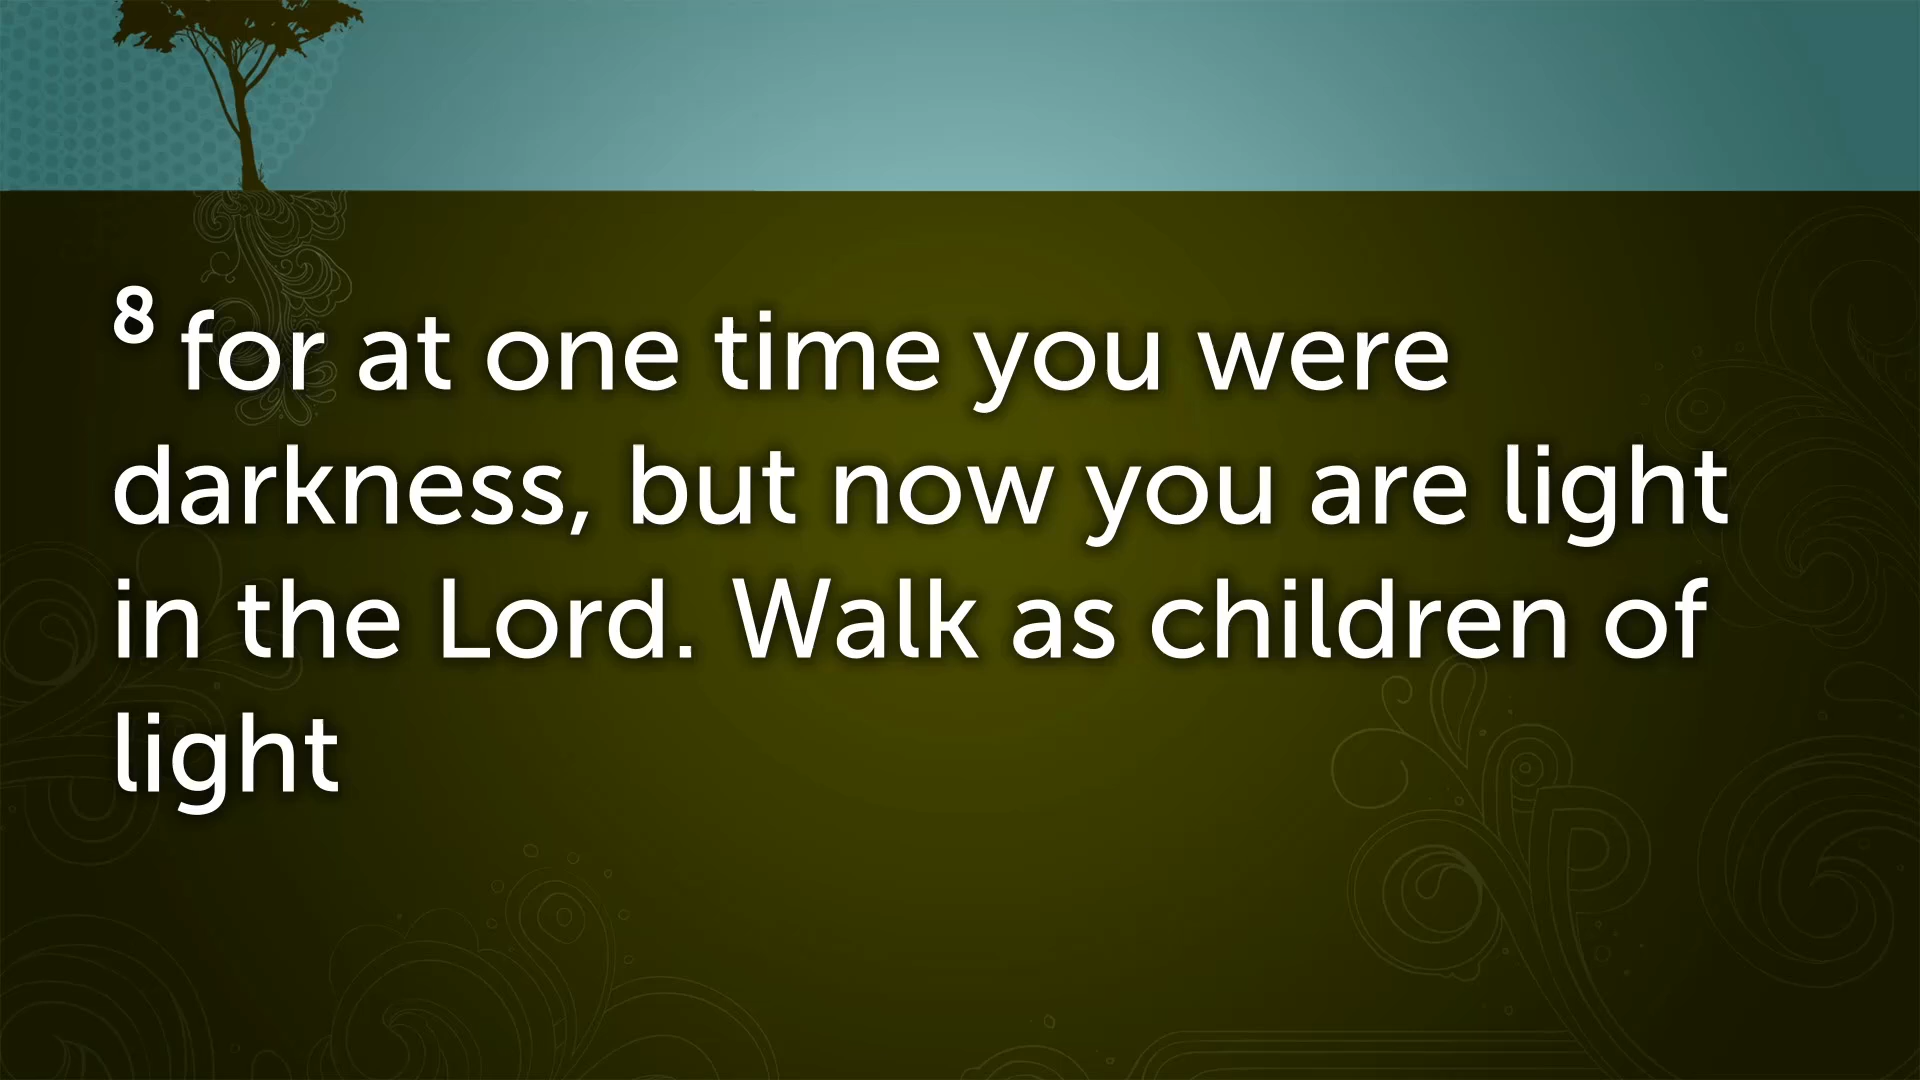 8 for at one time you were
darkness, but now you are light
in the Lord. Walk as children of
light